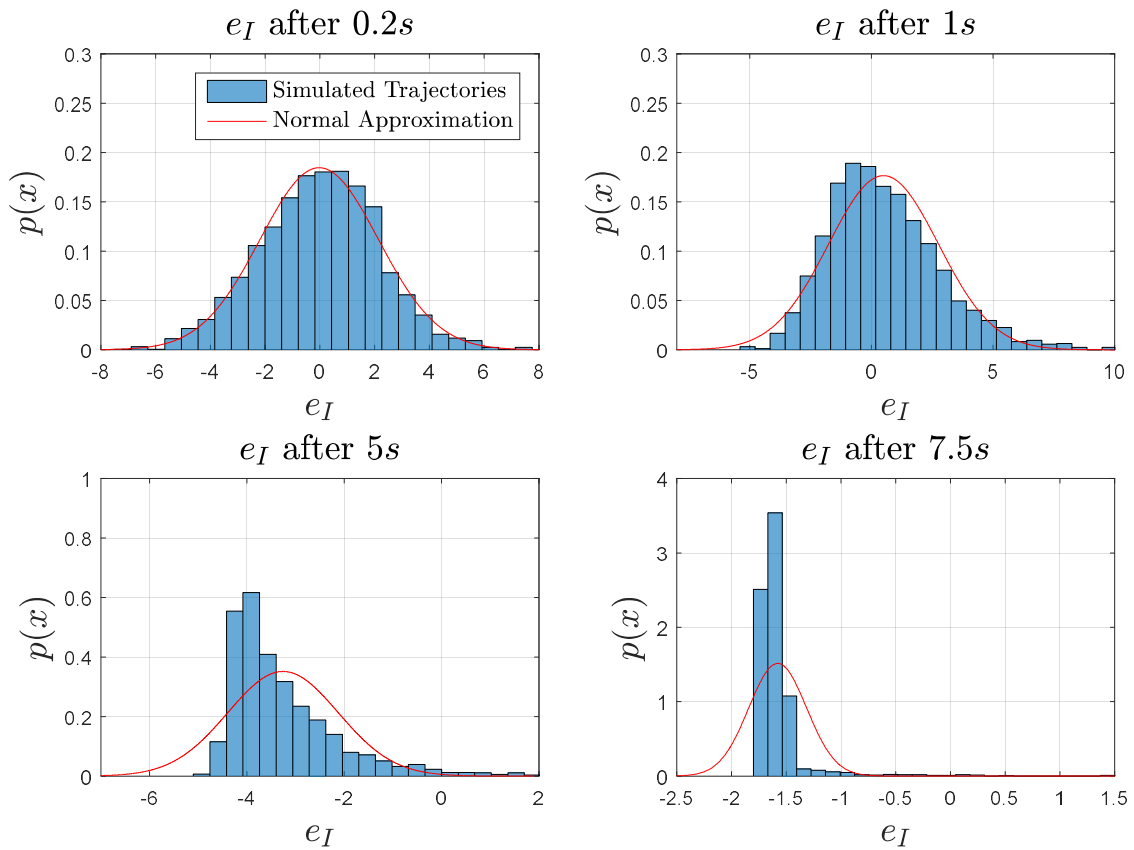 e_I after 0.2s
0.3
0.25
0.2
0.15
0.1
0.05
0
p(x)
Simulated Trajectories
Normal Approximation
-8 -6 -4 -2 0 2 4 6 8
e_I
e_I after 1s
0.3
0.25
0.2
0.15
0.1
0.05
0
p(x)
-5 0 5 10
e_I
e_I after 5s
1
0.8
0.6
0.4
0.2
0
p(x)
-6 -4 -2 0 2
e_I
e_I after 7.5s
4
3
2
1
0
p(x)
-2.5 -2 -1.5 -1 -0.5 0 0.5 1 1.5
e_I